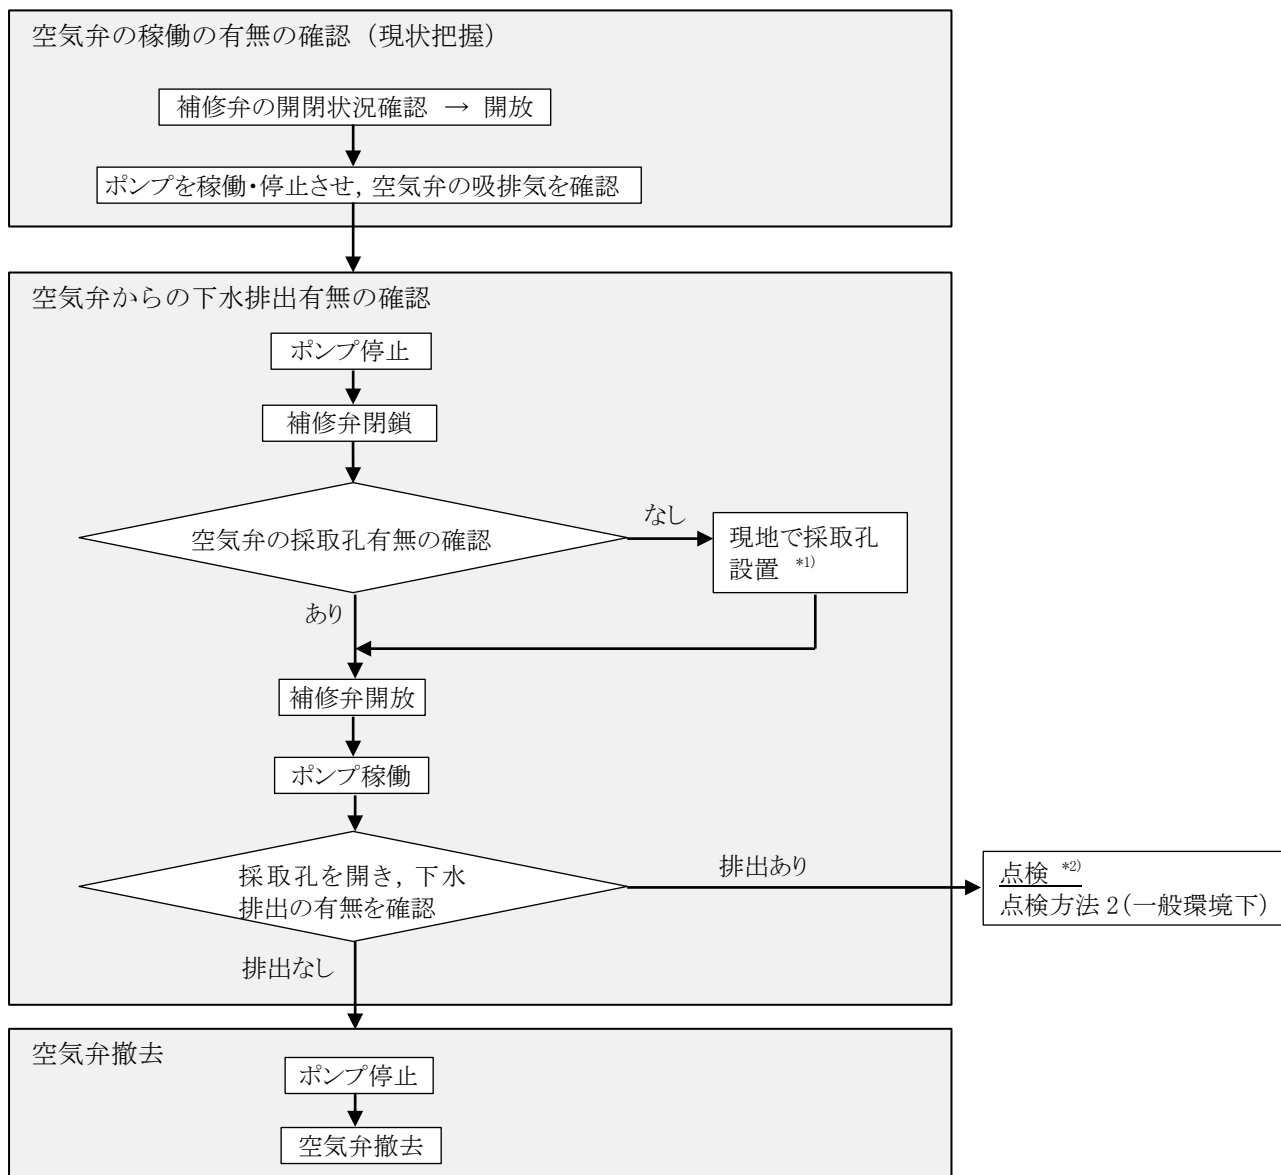 空気弁の稼働の有無の確認（現状把握）
補修弁の開閉状況確認 → 開放
ポンプを稼働・停止させ, 空気弁の吸排気を確認
空気弁からの下水排出有無の確認
ポンプ停止
補修弁閉鎖
空気弁の採取孔有無の確認
なし
現地で採取孔
設置 *1)
あり
補修弁開放
ポンプ稼働
採取孔を開き, 下水
排出の有無を確認
排出あり
点検 *2)
点検方法 2(一般環境下)
排出なし
空気弁撤去
ポンプ停止
空気弁撤去